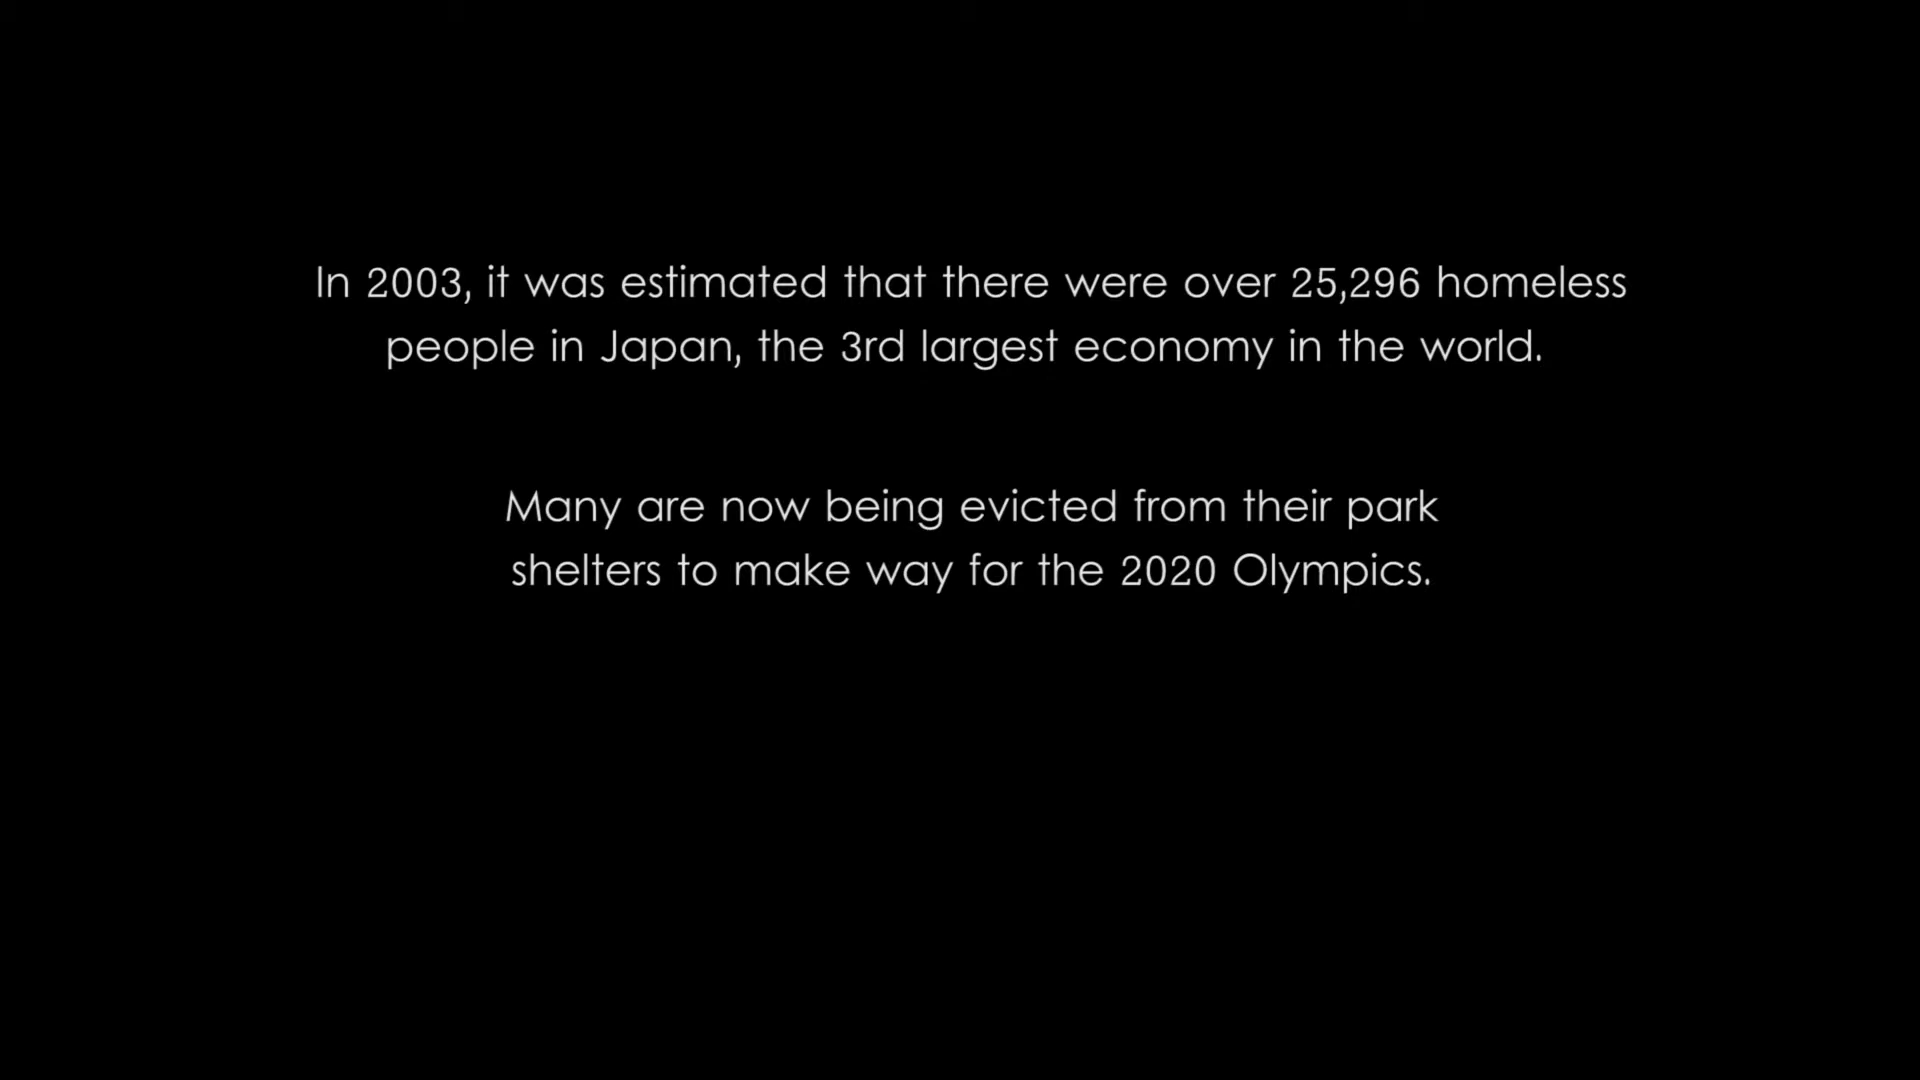 In 2003, it was estimated that there were over 25,296 homeless
people in Japan, the 3rd largest economy in the world.
Many are now being evicted from their park
shelters to make way for the 2020 Olympics.